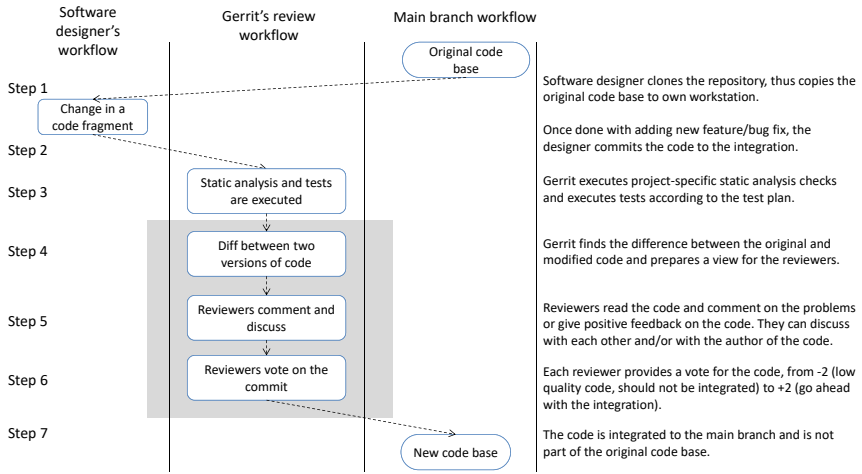 Software
designer's
workflow
Gerrit's review
workflow
Main branch workflow
Original code
base
Step 1
Software designer clones the repository, thus copies the
original code base to own workstation.
Change in a
code fragment
Step 2
Once done with adding new feature/bug fix, the
designer commits the code to the integration.
Step 3
Static analysis and tests
are executed
Gerrit executes project-specific static analysis checks
and executes tests according to the test plan.
Step 4
Diff between two
versions of code
Gerrit finds the difference between the original and
modified code and prepares a view for the reviewers.
Step 5
Reviewers comment and
discuss
Reviewers read the code and comment on the problems
or give positive feedback on the code. They can discuss
with each other and/or with the author of the code.
Step 6
Reviewers vote on the
commit
Each reviewer provides a vote for the code, from -2 (low
quality code, should not be integrated) to +2 (go ahead
with the integration).
Step 7
New code base
The code is integrated to the main branch and is not
part of the original code base.